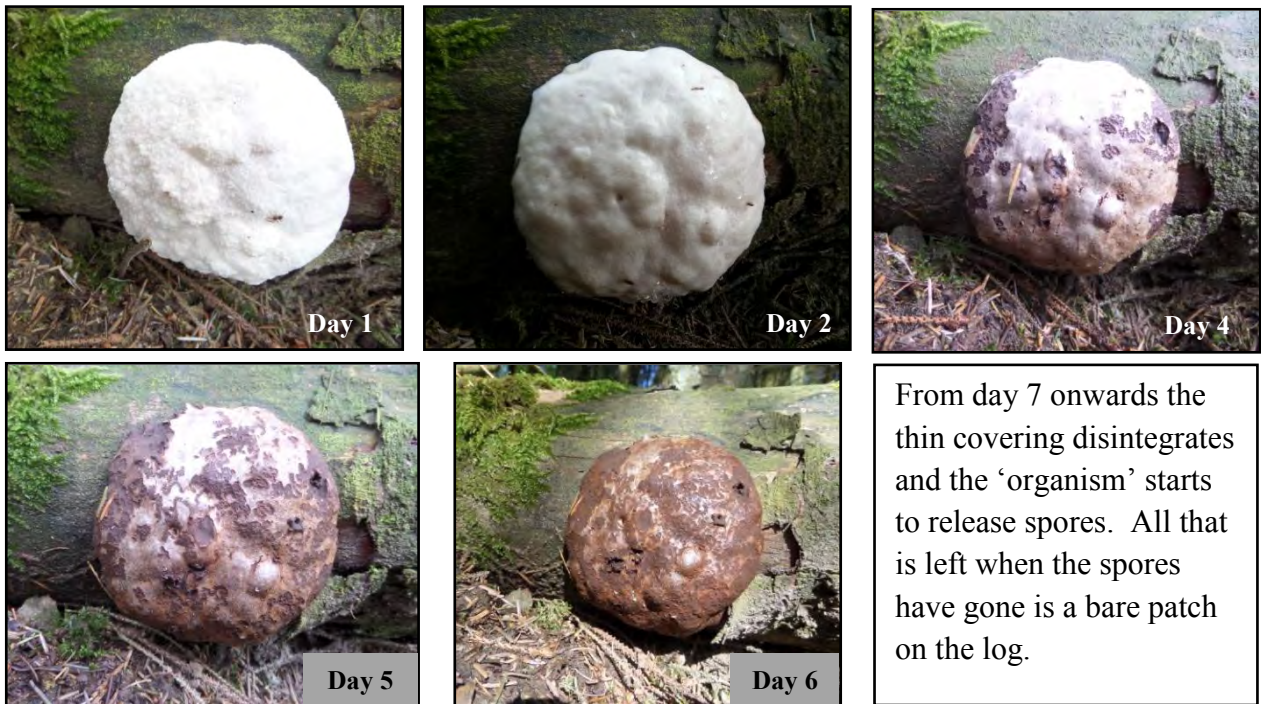 Day 1
Day 2
Day 4
Day 5
Day 6
From day 7 onwards the
thin covering disintegrates
and the ‘organism’ starts
to release spores.  All that
is left when the spores
have gone is a bare patch
on the log.